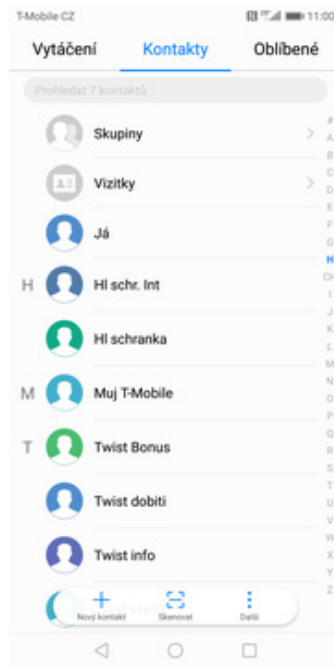 T-Mobile CZ
11:00
Vytáčení
Kontakty
Oblíbené
Prohledat 7 kontaktů
Skupiny
Vizitky
Já
H
Hl schr. Int
Hl schranka
M
Muj T-Mobile
T
Twist Bonus
Twist dobiti
Twist info
Nový kontakt
Skenovat
Další
#
A
B
C
D
E
F
G
H
CH
I
J
K
L
M
N
O
P
Q
R
S
T
U
V
W
X
Y
Z